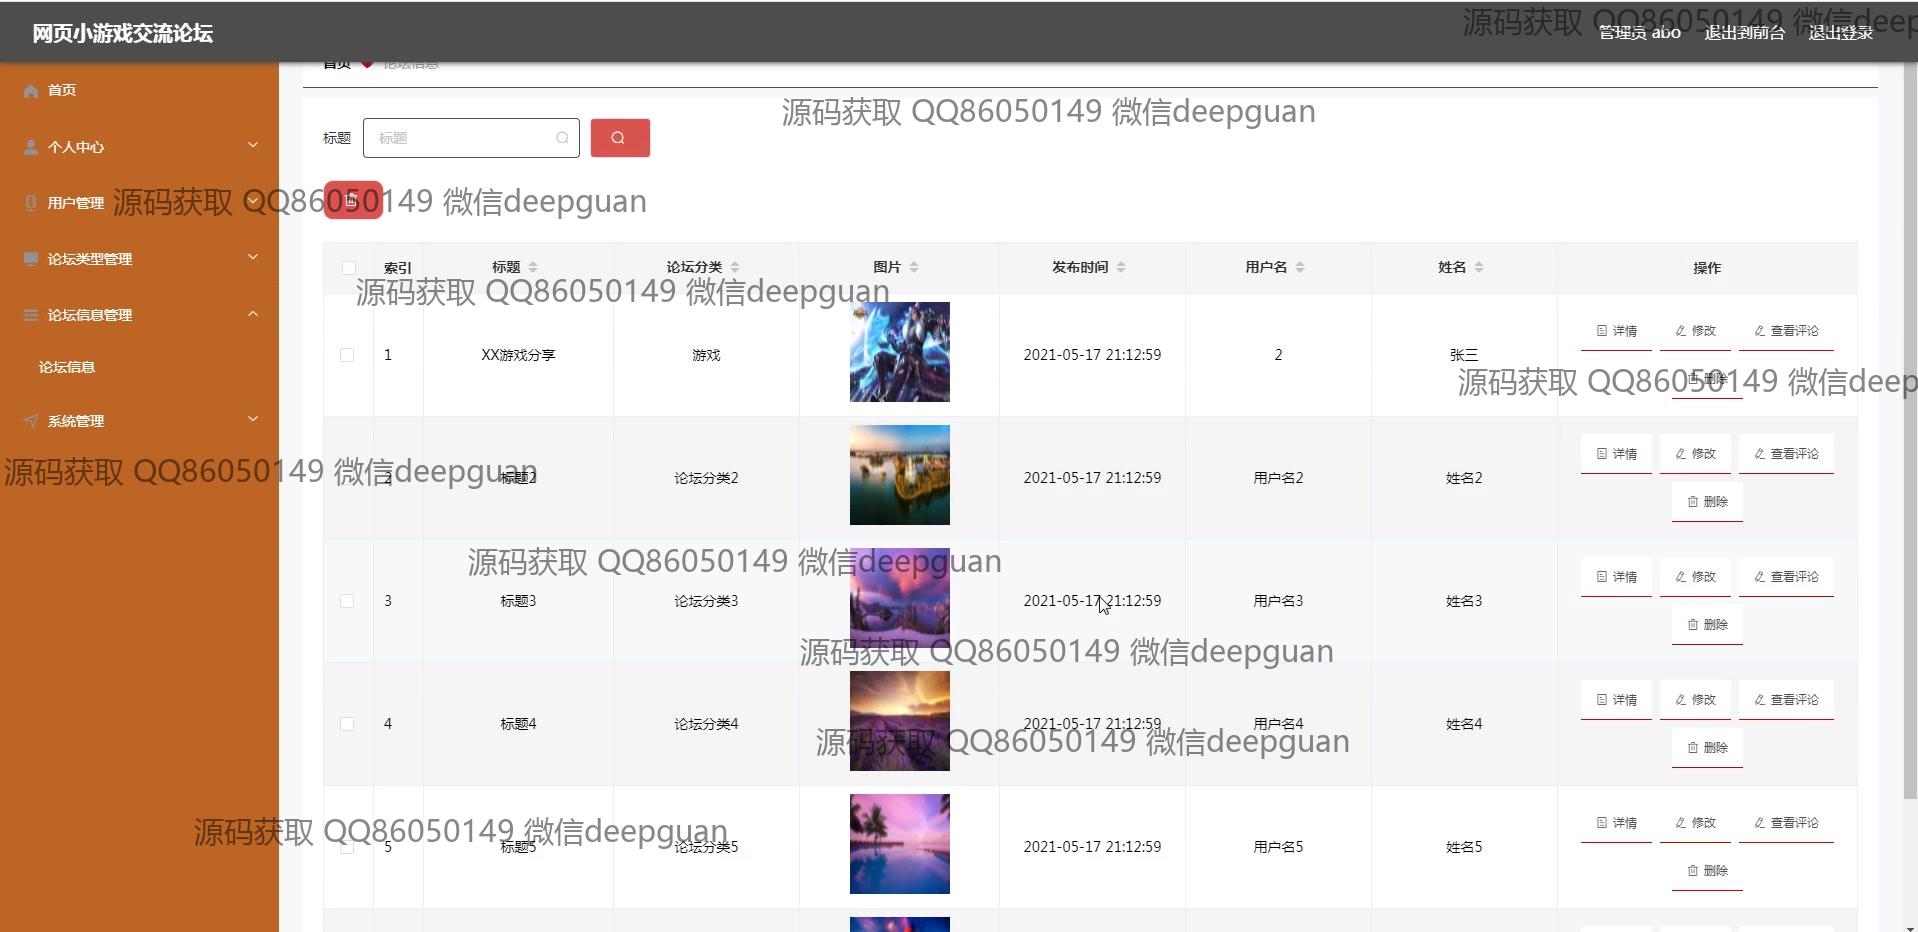 网页小游戏交流论坛
源码获取 QQ86050149 微信deep
管理员 abo 退出到前台 退出登录
首页 论坛信息
首页
源码获取 QQ86050149 微信deepguan
标题 标题
个人中心
用户管理
源码获取 QQ86050149 微信deepguan
论坛类型管理
索引 标题 论坛分类 图片 发布时间 用户名 姓名 操作
源码获取 QQ86050149 微信deepguan
论坛信息管理
详情 修改 查看评论
1 XX游戏分享 游戏 2021-05-17 21:12:59 2 张三
论坛信息
删除
源码获取 QQ86050149 微信deep
系统管理
详情 修改 查看评论
源码获取 QQ86050149 微信deepguan
2 标题2 论坛分类2 2021-05-17 21:12:59 用户名2 姓名2
删除
源码获取 QQ86050149 微信deepguan
详情 修改 查看评论
3 标题3 论坛分类3 2021-05-17 21:12:59 用户名3 姓名3
删除
源码获取 QQ86050149 微信deepguan
详情 修改 查看评论
4 标题4 论坛分类4 2021-05-17 21:12:59 用户名4 姓名4
源码获取 QQ86050149 微信deepguan
删除
详情 修改 查看评论
源码获取 QQ86050149 微信deepguan
5 标题5 论坛分类5 2021-05-17 21:12:59 用户名5 姓名5
删除